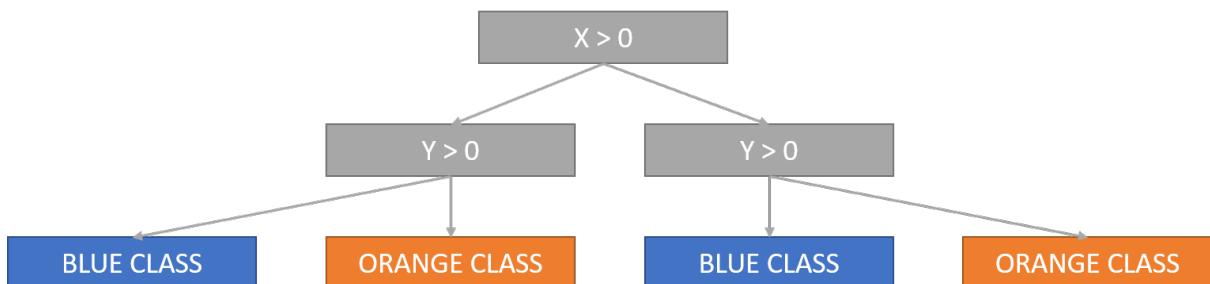 X > 0
Y > 0
Y > 0
BLUE CLASS
ORANGE CLASS
BLUE CLASS
ORANGE CLASS